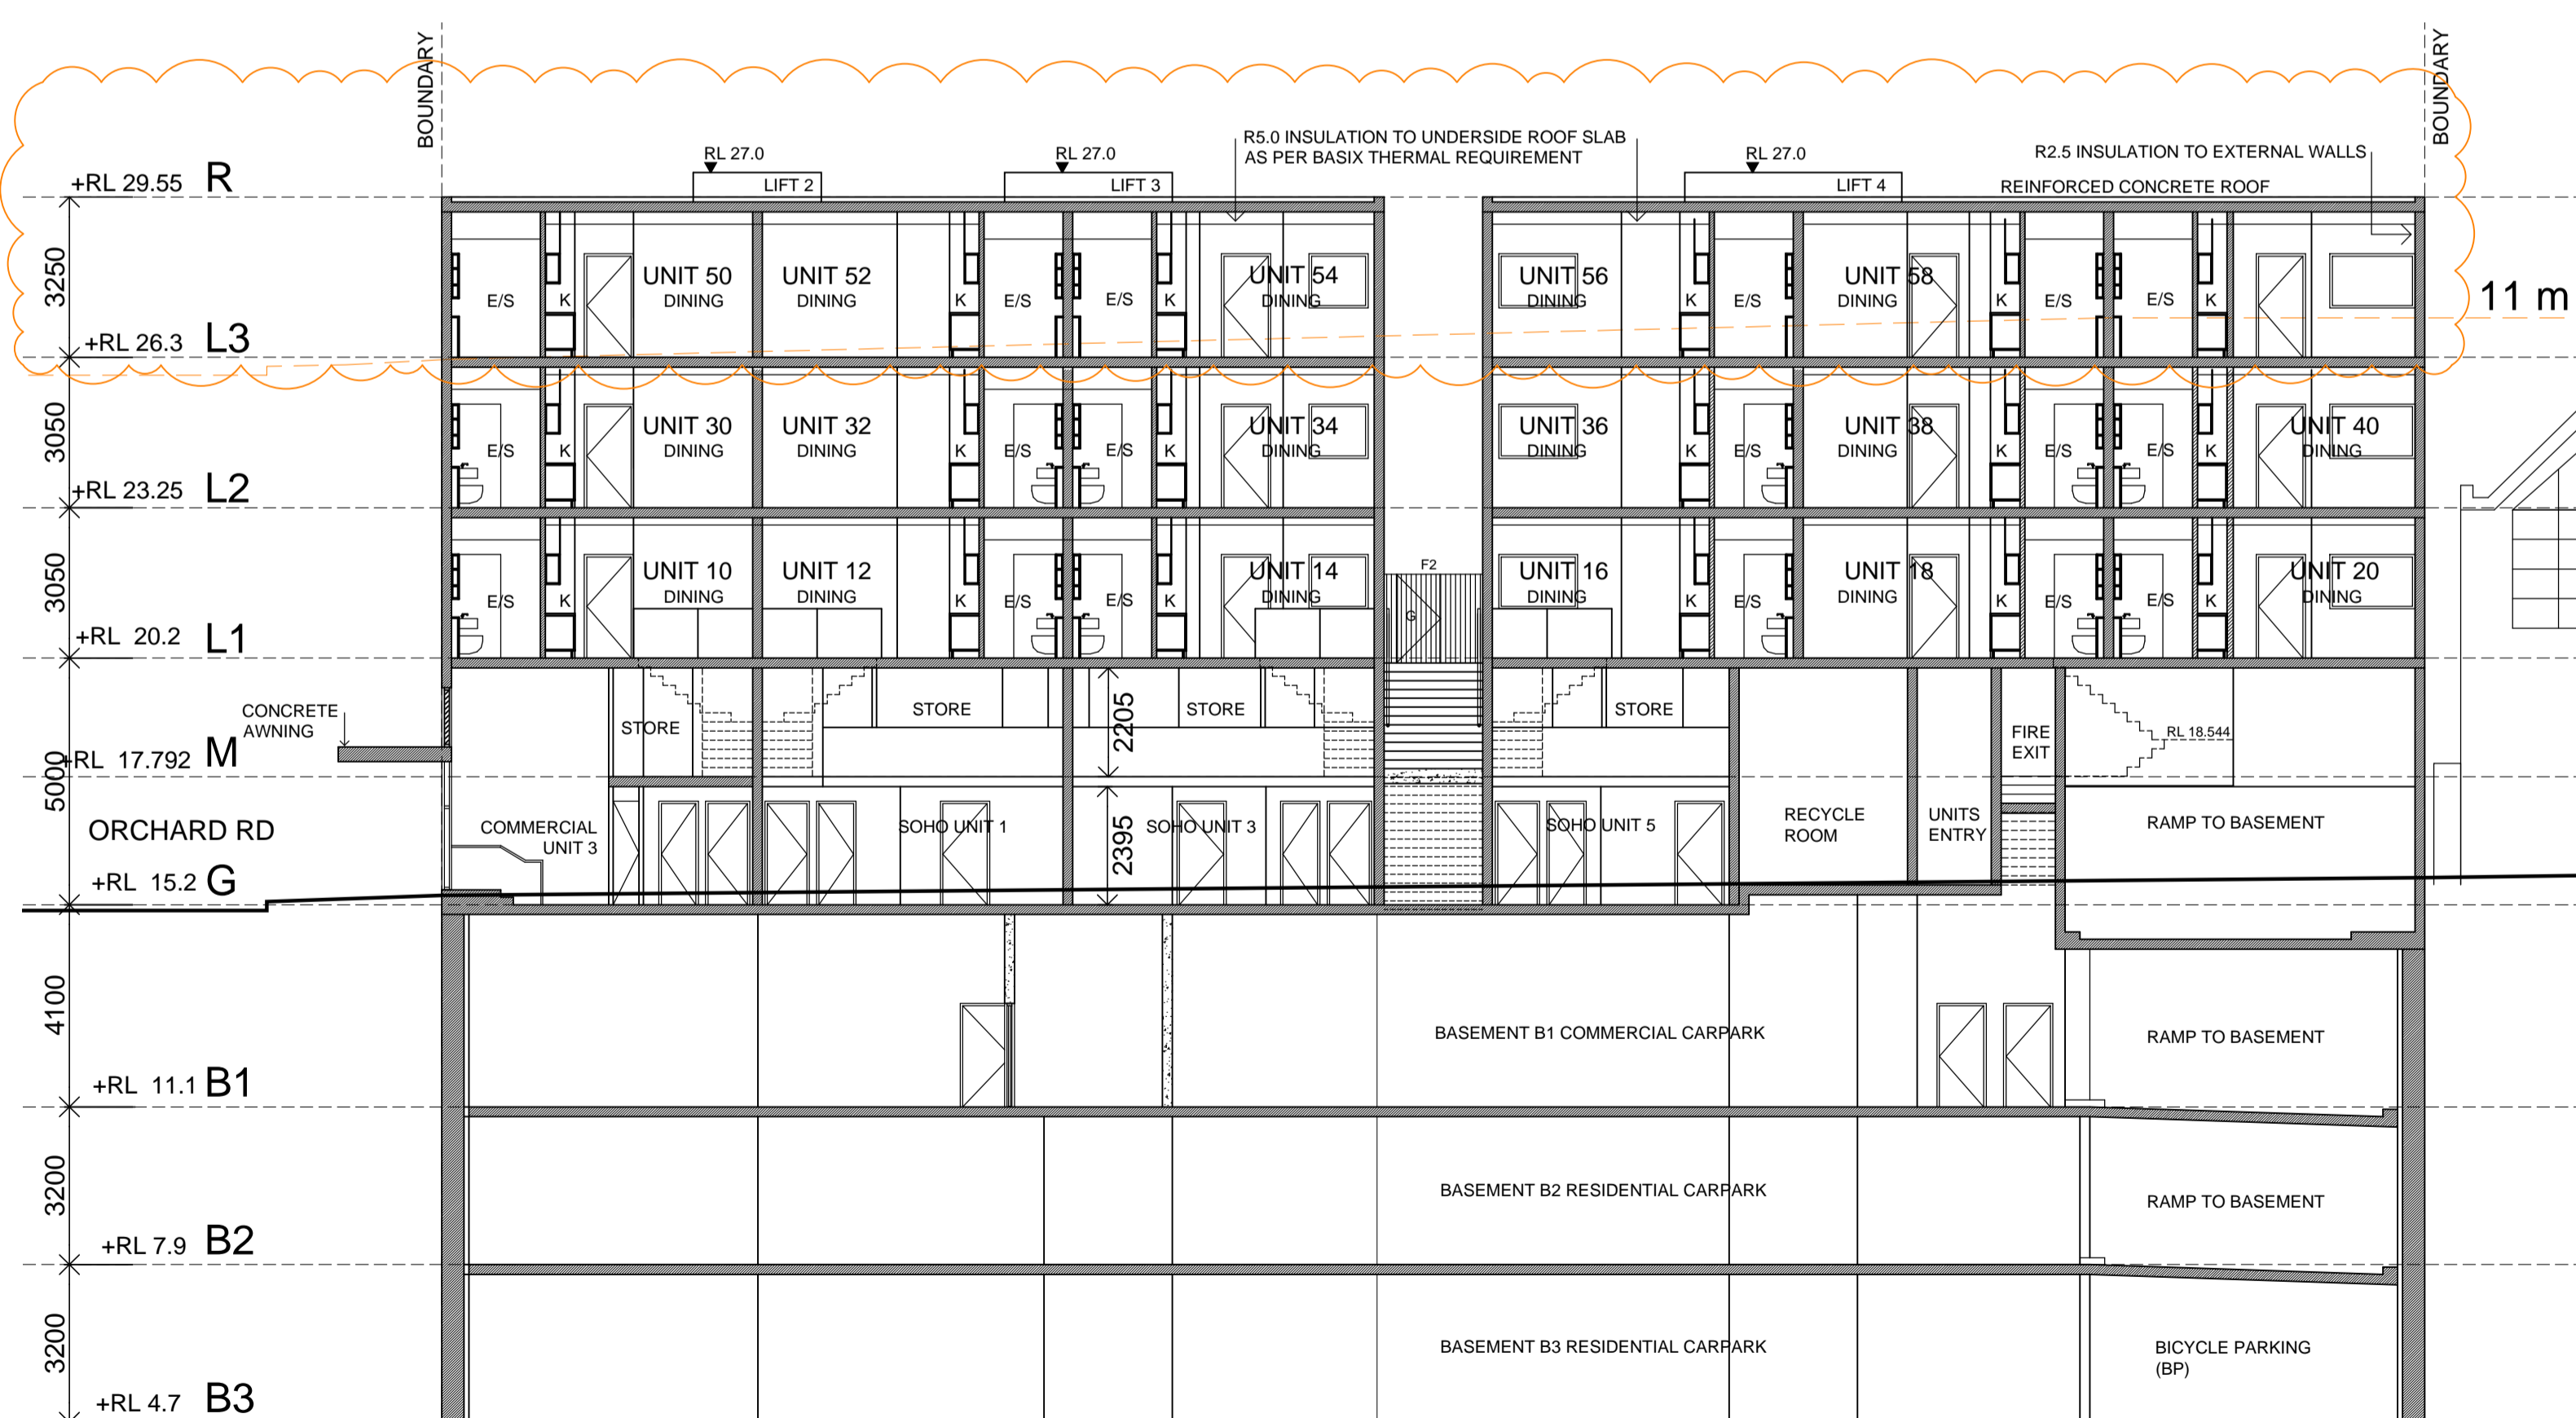 BOUNDARY
BOUNDARY
R5.0 INSULATION TO UNDERSIDE ROOF SLAB
AS PER BASIX THERMAL REQUIREMENT
RL 27.0
RL 27.0
RL 27.0
R2.5 INSULATION TO EXTERNAL WALLS
+RL 29.55 R
LIFT 2
LIFT 3
LIFT 4
REINFORCED CONCRETE ROOF
3250
UNIT 50
DINING
UNIT 52
DINING
UNIT 54
DINING
UNIT 56
DINING
UNIT 58
DINING
E/S
K
K
E/S
E/S
K
K
E/S
K
E/S
E/S
K
11 m
+RL 26.3 L3
3050
UNIT 30
DINING
UNIT 32
DINING
UNIT 34
DINING
UNIT 36
DINING
UNIT 38
DINING
UNIT 40
DINING
E/S
K
K
E/S
E/S
K
K
E/S
K
E/S
E/S
K
+RL 23.25 L2
3050
UNIT 10
DINING
UNIT 12
DINING
UNIT 14
DINING
F2
G
UNIT 16
DINING
UNIT 18
DINING
UNIT 20
DINING
E/S
K
K
E/S
E/S
K
K
E/S
K
E/S
E/S
K
+RL 20.2 L1
CONCRETE
AWNING
STORE
STORE
2205
STORE
STORE
FIRE
EXIT
RL 18.544
+RL 17.792 M
5000
ORCHARD RD
COMMERCIAL
UNIT 3
SOHO UNIT 1
2395
SOHO UNIT 3
SOHO UNIT 5
RECYCLE
ROOM
UNITS
ENTRY
RAMP TO BASEMENT
+RL 15.2 G
4100
BASEMENT B1 COMMERCIAL CARPARK
RAMP TO BASEMENT
+RL 11.1 B1
3200
BASEMENT B2 RESIDENTIAL CARPARK
RAMP TO BASEMENT
+RL 7.9 B2
3200
BASEMENT B3 RESIDENTIAL CARPARK
BICYCLE PARKING
(BP)
+RL 4.7 B3